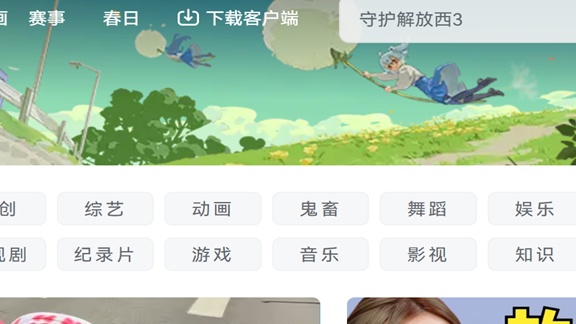 画 赛事 春日 下载客户端 守护解放西3
创 综艺 动画 鬼畜 舞蹈 娱乐
视剧 纪录片 游戏 音乐 影视 知识